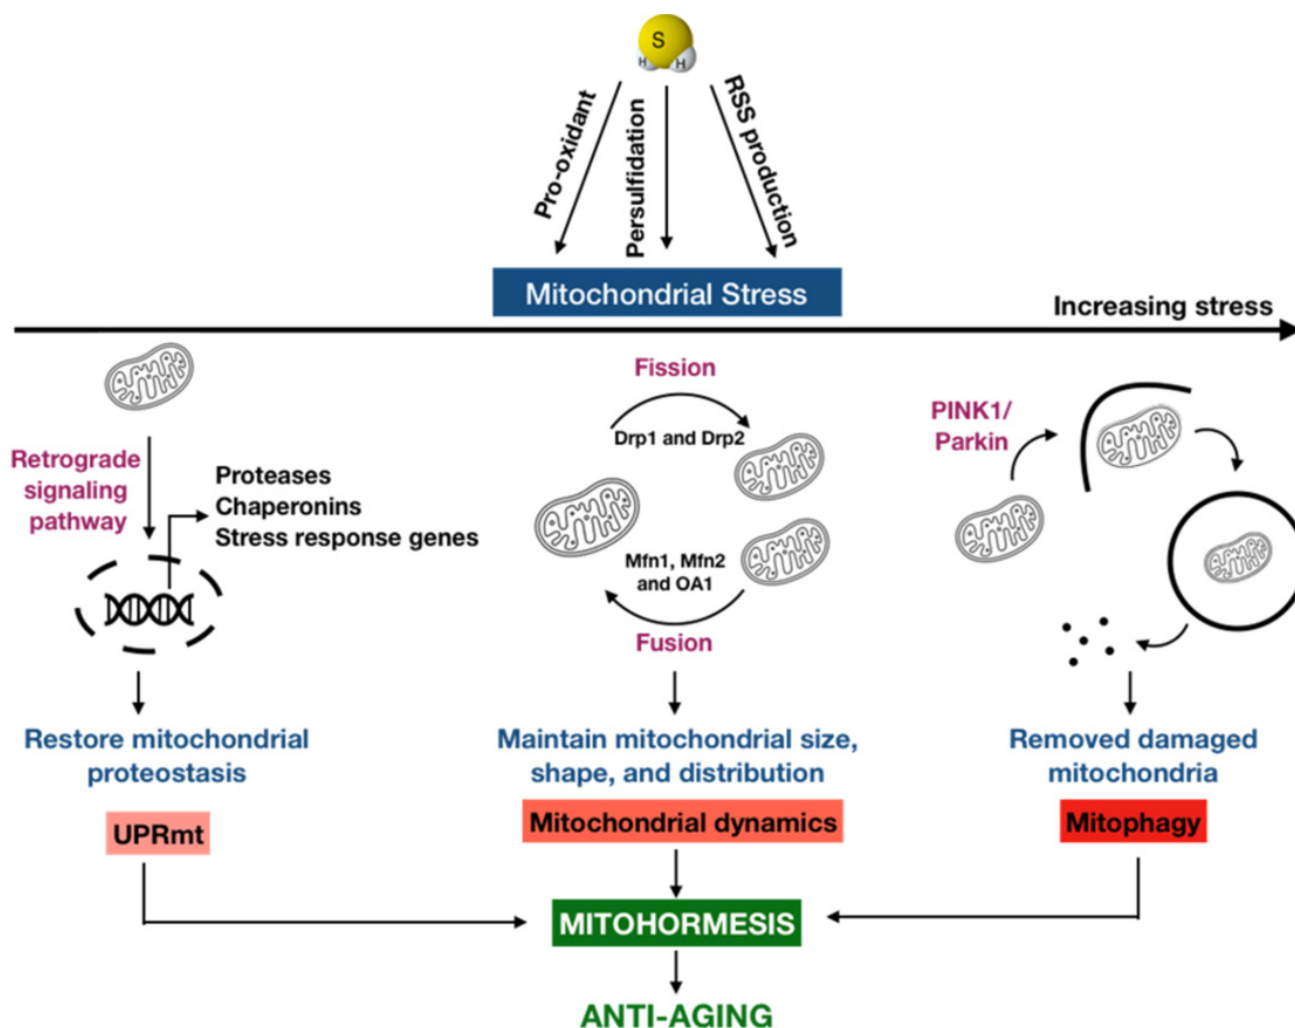 S
H
H
Pro-oxidant
Persulfidation
RSS production
Mitochondrial Stress
Increasing stress
Retrograde
signaling
pathway
Proteases
Chaperonins
Stress response genes
Fission
Drp1 and Drp2
Mfn1, Mfn2
and OA1
Fusion
PINK1/
Parkin
Restore mitochondrial
proteostasis
Maintain mitochondrial size,
shape, and distribution
Removed damaged
mitochondria
UPRmt
Mitochondrial dynamics
Mitophagy
MITOHORMESIS
ANTI-AGING